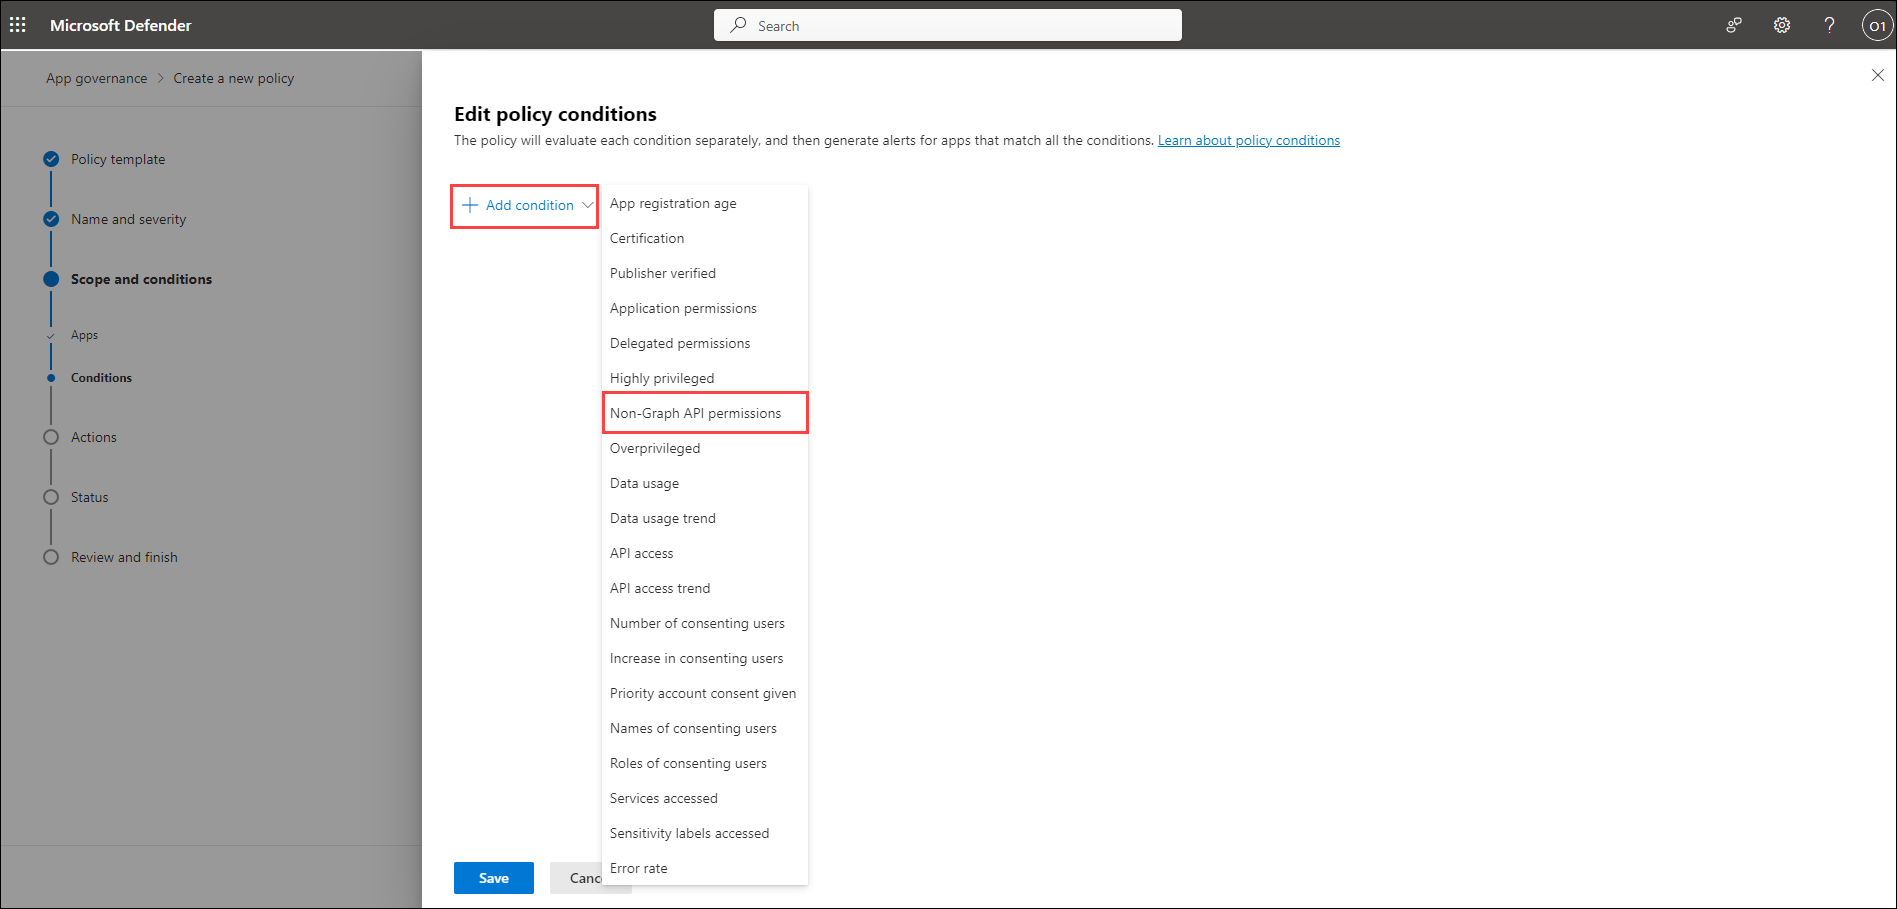 Microsoft Defender
Search
O1
App governance > Create a new policy
Policy template
Name and severity
Scope and conditions
Apps
Conditions
Actions
Status
Review and finish
Edit policy conditions
The policy will evaluate each condition separately, and then generate alerts for apps that match all the conditions. Learn about policy conditions
Add condition
App registration age
Certification
Publisher verified
Application permissions
Delegated permissions
Highly privileged
Non-Graph API permissions
Overprivileged
Data usage
Data usage trend
API access
API access trend
Number of consenting users
Increase in consenting users
Priority account consent given
Names of consenting users
Roles of consenting users
Services accessed
Sensitivity labels accessed
Error rate
Save
Canc